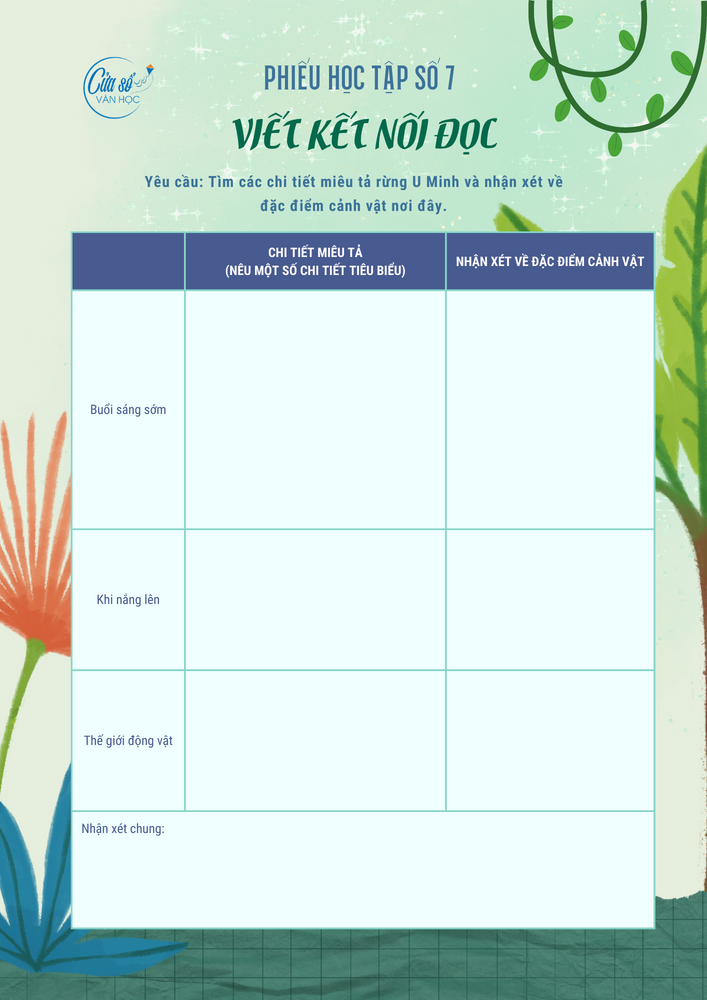 Cửa sổ
VĂN HỌC
PHIẾU HỌC TẬP SỐ 7
VIẾT KẾT NỐI ĐỌC
Yêu cầu: Tìm các chi tiết miêu tả rừng U Minh và nhận xét về
đặc điểm cảnh vật nơi đây.
CHI TIẾT MIÊU TẢ
(NÊU MỘT SỐ CHI TIẾT TIÊU BIỂU)
NHẬN XÉT VỀ ĐẶC ĐIỂM CẢNH VẬT
Buổi sáng sớm
Khi nắng lên
Thế giới động vật
Nhận xét chung: